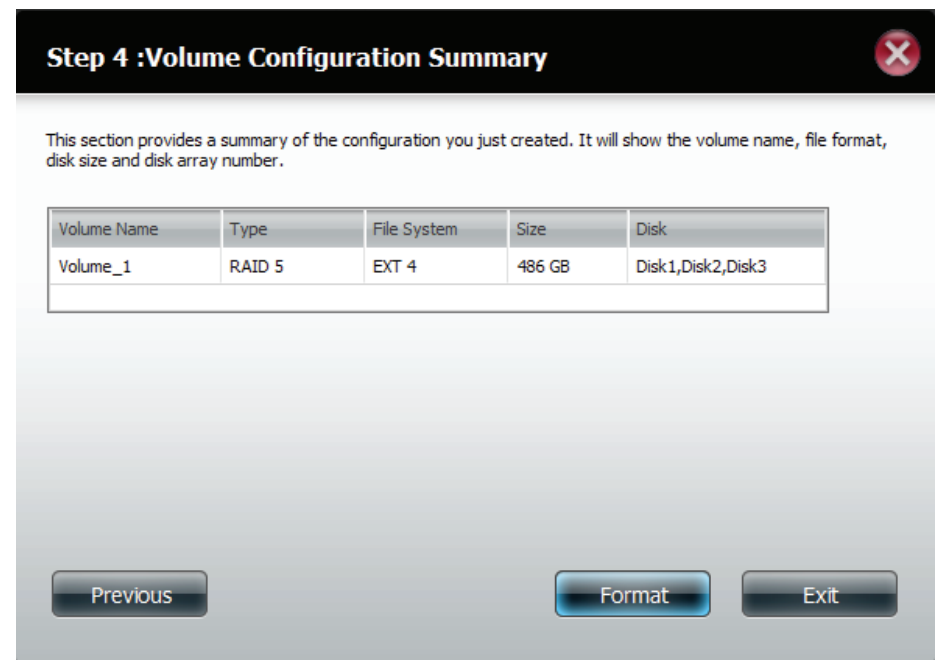 Step 4 :Volume Configuration Summary
This section provides a summary of the configuration you just created. It will show the volume name, file format,
disk size and disk array number.
Volume Name Type File System Size Disk
Volume_1 RAID 5 EXT 4 486 GB Disk1,Disk2,Disk3
Previous Format Exit